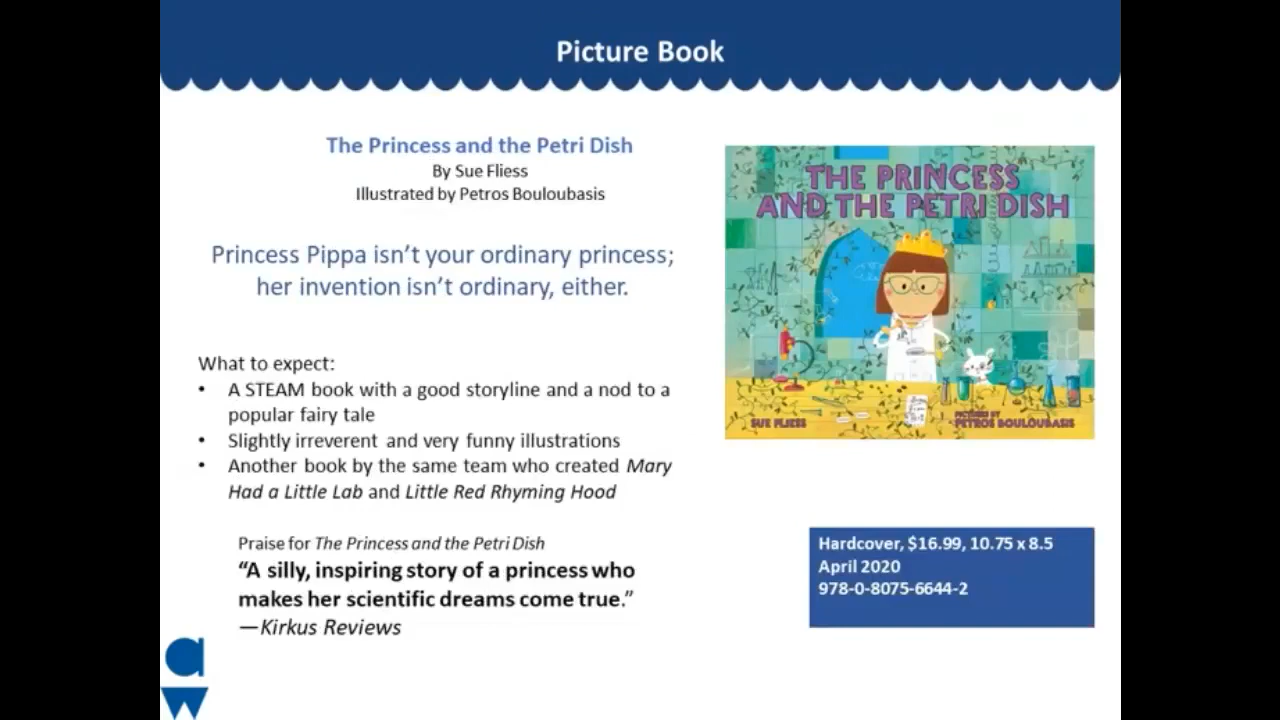 Picture Book
The Princess and the Petri Dish
By Sue Fliess
Illustrated by Petros Bouloubasis
Princess Pippa isn’t your ordinary princess;
her invention isn’t ordinary, either.
What to expect:
• A STEAM book with a good storyline and a nod to a
popular fairy tale
• Slightly irreverent and very funny illustrations
• Another book by the same team who created Mary
Had a Little Lab and Little Red Rhyming Hood
Praise for The Princess and the Petri Dish
“A silly, inspiring story of a princess who
makes her scientific dreams come true.”
—Kirkus Reviews
aw
THE PRINCESS
AND THE PETRI DISH
SUE FLIESS
PICTURES BY
PETROS BOULOUBASIS
Hardcover, $16.99, 10.75 x 8.5
April 2020
978-0-8075-6644-2